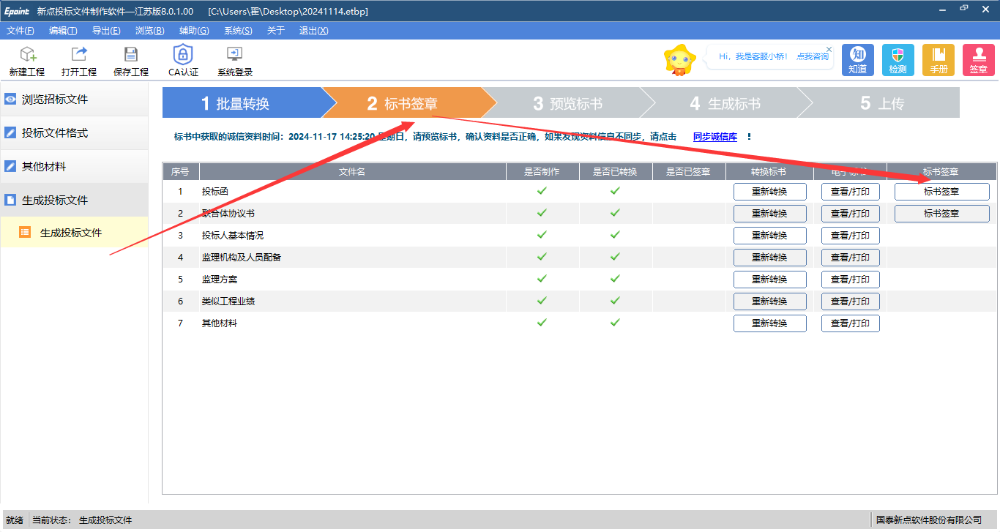 Epoint 新点投标文件制作软件—江苏版8.0.1.00 [C:\Users\翟\Desktop\20241114.etbp]
文件(F) 编辑(T) 导出(E) 浏览(B) 辅助(G) 系统(S) 关于 退出(X)
新建工程 打开工程 保存工程 CA认证 系统登录
Hi，我是客服小桥！ 点我咨询
知 知道 检测 手册 签章
浏览招标文件
投标文件格式
其他材料
生成投标文件
生成投标文件
1 批量转换 2 标书签章 3 预览标书 4 生成标书 5 上传
标书中获取的诚信资料时间：2024-11-17 14:25:20 星期日，请预览标书，确认资料是否正确，如果发现资料信息不同步，请点击 同步诚信库 ！
序号 文件名 是否制作 是否已转换 是否已签章 转换标书 电子标书 标书签章
1 投标函 重新转换 查看/打印 标书签章
2 联合体协议书 重新转换 查看/打印 标书签章
3 投标人基本情况 重新转换 查看/打印
4 监理机构及人员配备 重新转换 查看/打印
5 监理方案 重新转换 查看/打印
6 类似工程业绩 重新转换 查看/打印
7 其他材料 重新转换 查看/打印
就绪 当前状态： 生成投标文件 国泰新点软件股份有限公司